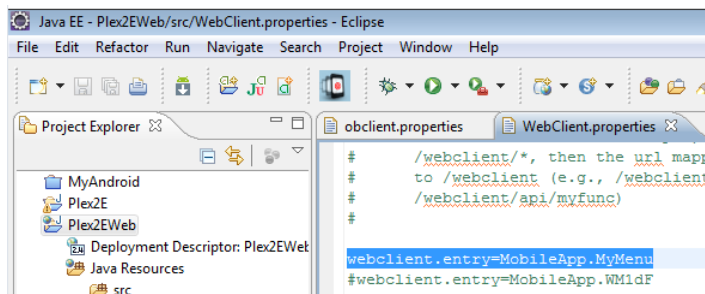 Java EE - Plex2EWeb/src/WebClient.properties - Eclipse
File Edit Refactor Run Navigate Search Project Window Help
Project Explorer
obclient.properties
WebClient.properties
MyAndroid
Plex2E
Plex2EWeb
Deployment Descriptor: Plex2EWet
Java Resources
src
# /webclient/*, then the url mapp
# to /webclient (e.g., /webclient
# /webclient/api/myfunc)
#
webclient.entry=MobileApp.MyMenu
#webclient.entry=MobileApp.WM1dF